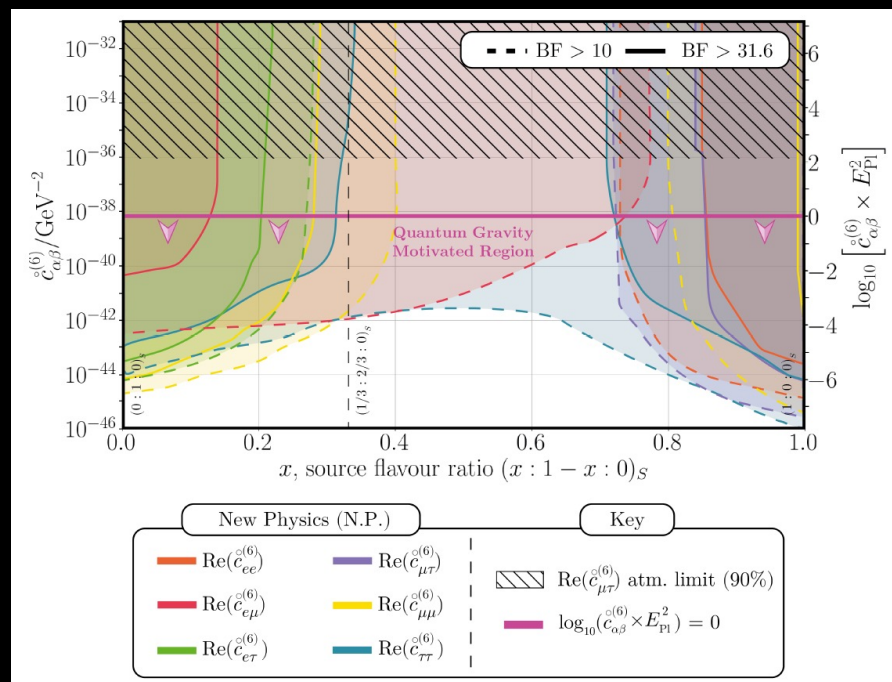 BF > 10 BF > 31.6
10⁻³²
10⁻³⁴
10⁻³⁶
10⁻³⁸
10⁻⁴⁰
10⁻⁴²
10⁻⁴⁴
10⁻⁴⁶
c̊⁽⁶⁾_αβ/GeV⁻²
6
4
2
0
−2
−4
−6
log₁₀ [c̊⁽⁶⁾_αβ × E²_Pl]
Quantum Gravity
Motivated Region
(0 : 1 : 0)_S
(1/3 : 2/3 : 0)_S
(1 : 0 : 0)_S
0.0 0.2 0.4 0.6 0.8 1.0
x, source flavour ratio (x : 1 − x : 0)_S
New Physics (N.P.) Key
Re(c̊⁽⁶⁾_ee) Re(c̊⁽⁶⁾_μτ)
Re(c̊⁽⁶⁾_eμ) Re(c̊⁽⁶⁾_μμ)
Re(c̊⁽⁶⁾_eτ) Re(c̊⁽⁶⁾_ττ)
Re(c̊⁽⁶⁾_μτ) atm. limit (90%)
log₁₀(c̊⁽⁶⁾_αβ × E²_Pl) = 0